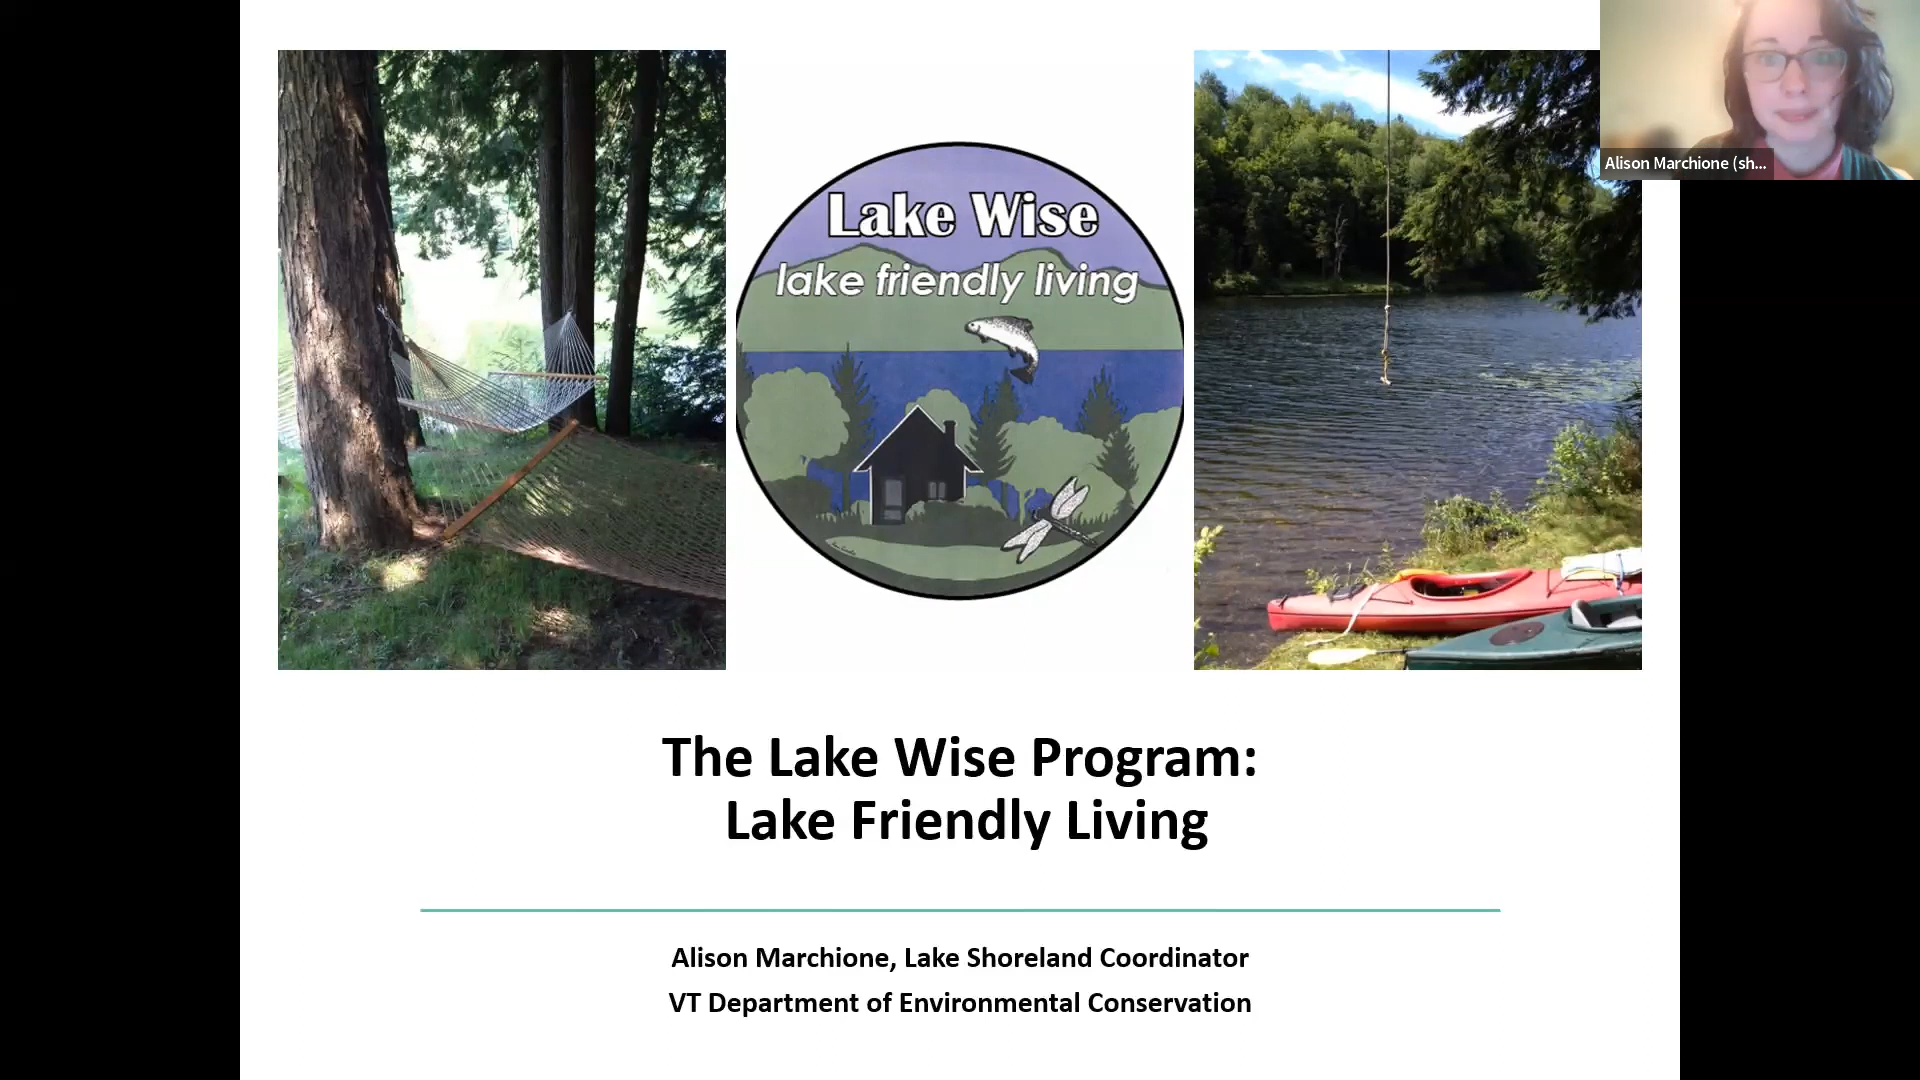 Lake Wise
lake friendly living
Alison Marchione (sh...
The Lake Wise Program:
Lake Friendly Living
Alison Marchione, Lake Shoreland Coordinator
VT Department of Environmental Conservation